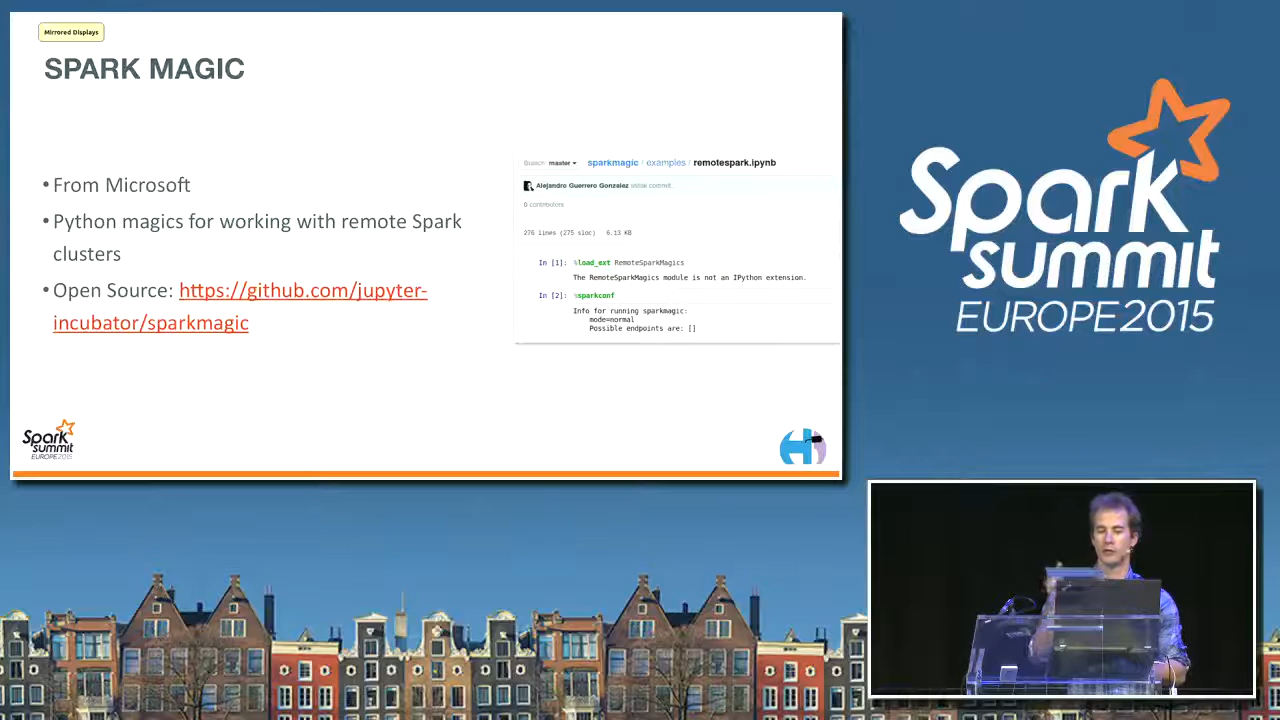 Mirrored Displays
SPARK MAGIC
• From Microsoft
• Python magics for working with remote Spark
clusters
• Open Source: https://github.com/jupyter-
incubator/sparkmagic
Branch: master
sparkmagic / examples / remotespark.ipynb
Alejandro Guerrero Gonzalez initial commit
0 contributors
276 lines (275 sloc) 6.13 KB
In [1]: %load_ext RemoteSparkMagics
The RemoteSparkMagics module is not an IPython extension.
In [2]: %sparkconf
Info for running sparkmagic:
mode=normal
Possible endpoints are: []
Spark
summit
EUROPE2015
Spark
summit
EUROPE 2015